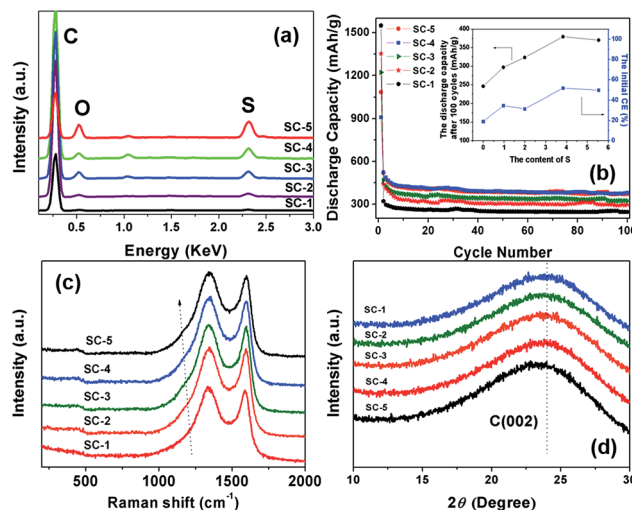 C
(a)
O
S
SC-5
SC-4
SC-3
SC-2
SC-1
Intensity (a.u.)
0.0 0.5 1.0 1.5 2.0 2.5 3.0
Energy (KeV)
1500
1200
900
600
300
Discharge Capacity (mAh/g)
SC-5
SC-4
SC-3
SC-2
SC-1
400
350
300
250
200
150
100
The discharge capacity
after 100 cycles (mAh/g)
100
80
60
40
20
0
The initial CE (%)
0 1 2 3 4 5 6
The content of S
(b)
0 20 40 60 80 100
Cycle Number
(c)
SC-5
SC-4
SC-3
SC-2
SC-1
Intensity (a.u.)
500 1000 1500 2000
Raman shift (cm-1)
SC-1
SC-2
SC-3
SC-4
SC-5
C(002)
(d)
Intensity (a.u.)
10 15 20 25 30
2θ (Degree)